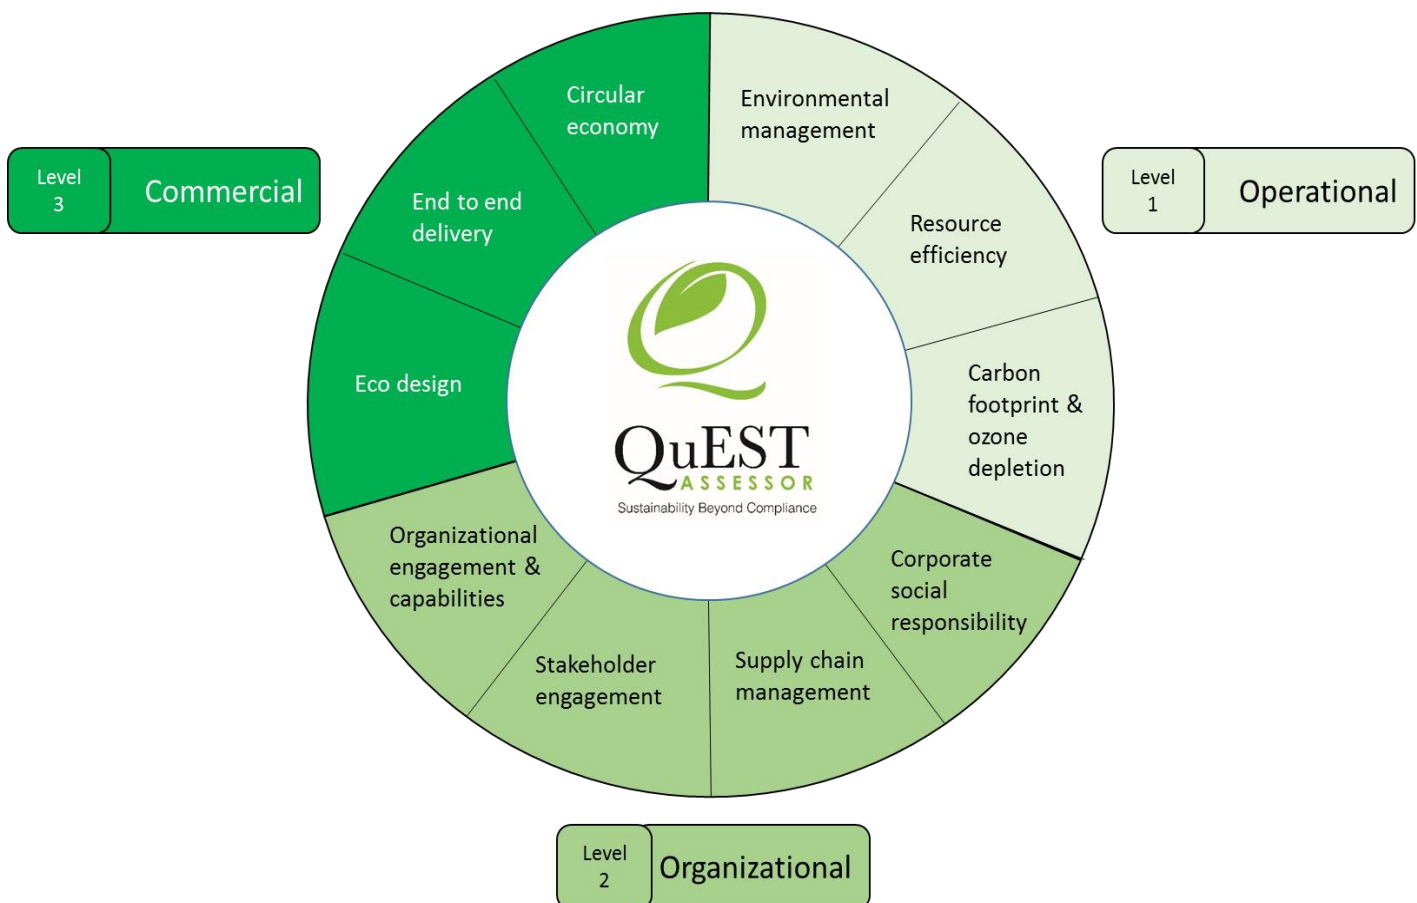 Circular
economy
Environmental
management
Level
3
Commercial
Level
1
Operational
End to end
delivery
Resource
efficiency
Eco design
Carbon
footprint &
ozone
depletion
QuEST
ASSESSOR
Sustainability Beyond Compliance
Organizational
engagement &
capabilities
Corporate
social
responsibility
Stakeholder
engagement
Supply chain
management
Level
2
Organizational